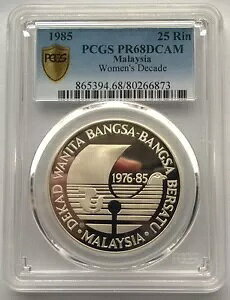 1985 25 Rin
PCGS PR68DCAM
Malaysia
Women's Decade
865394.68/80266873
PCGS
DEKAD WANITA BANGSA-BANGSA BERSATU
1976-85
· MALAYSIA ·